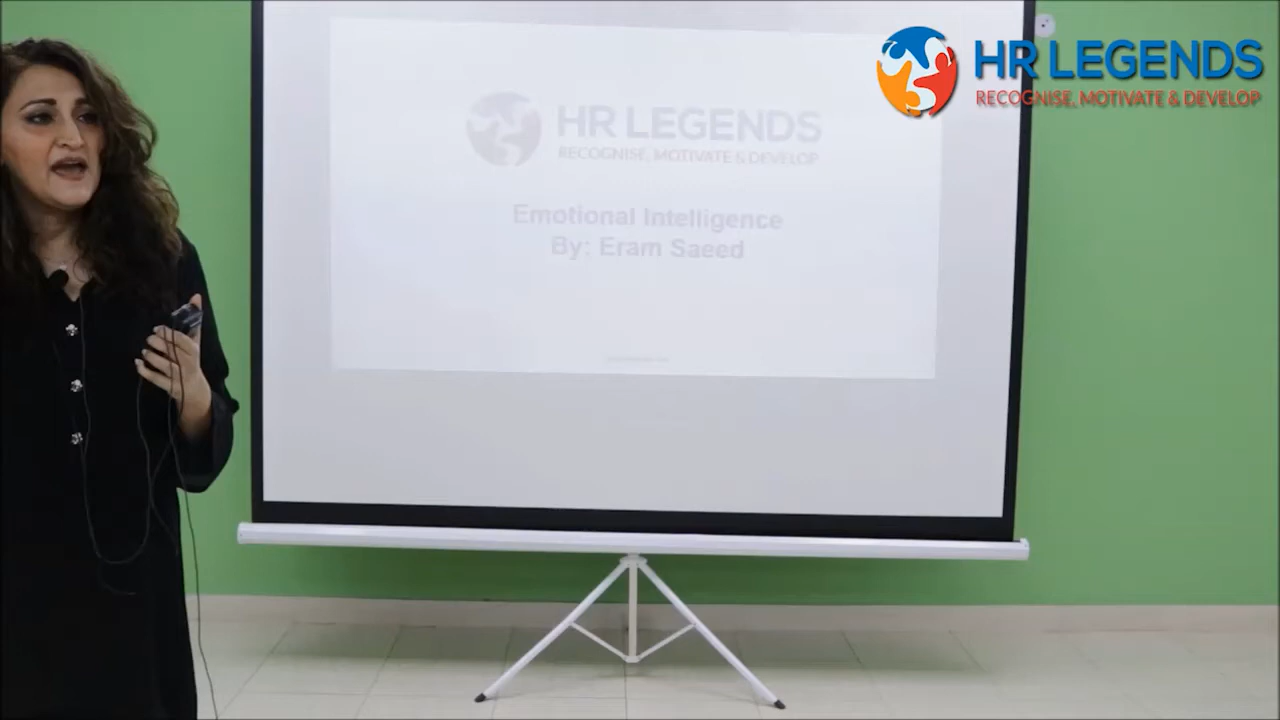 HR LEGENDS
RECOGNISE, MOTIVATE & DEVELOP
HR LEGENDS
RECOGNISE, MOTIVATE & DEVELOP
Emotional Intelligence
By: Eram Saeed